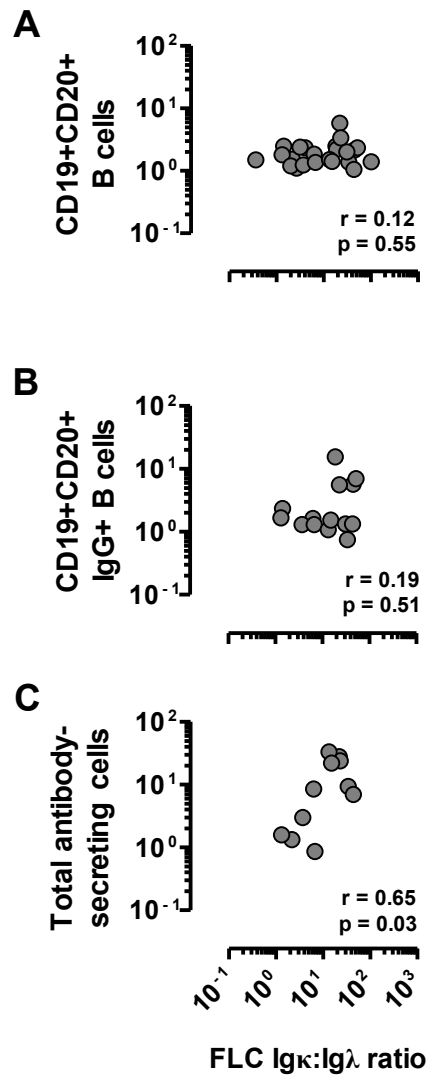 A
CD19+CD20+
B cells
10²
10¹
10⁰
10⁻¹
r = 0.12
p = 0.55
B
CD19+CD20+
IgG+ B cells
10²
10¹
10⁰
10⁻¹
r = 0.19
p = 0.51
C
Total antibody-
secreting cells
10²
10¹
10⁰
10⁻¹
r = 0.65
p = 0.03
10⁻¹ 10⁰ 10¹ 10² 10³
FLC Igκ:Igλ ratio